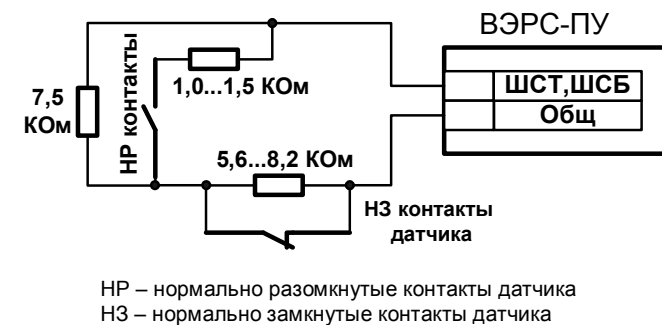 ВЭРС-ПУ
ШСТ,ШСБ
Общ
1,0...1,5 КОм
7,5
КОм
НР контакты
5,6...8,2 КОм
НЗ контакты
датчика
НР – нормально разомкнутые контакты датчика
НЗ – нормально замкнутые контакты датчика